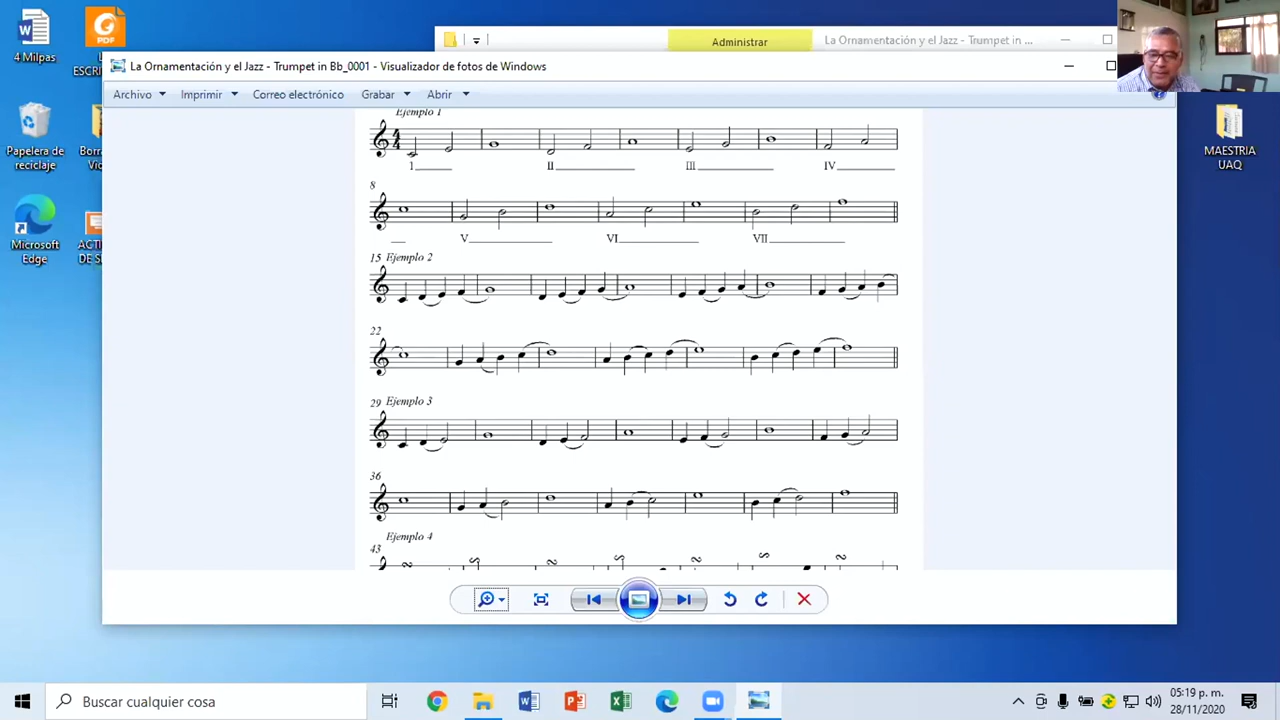 4 Milpas
Administrar
La Ornamentación y el Jazz - Trumpet in ...
La Ornamentación y el Jazz - Trumpet in Bb_0001 - Visualizador de fotos de Windows
Archivo Imprimir Correo electrónico Grabar Abrir
Papelera de
reciclaje
MAESTRIA
UAQ
Microsoft
Edge
Ejemplo 1
I II III IV
8
V VI VII
15 Ejemplo 2
22
29 Ejemplo 3
36
Ejemplo 4
43
Buscar cualquier cosa
05:19 p. m.
28/11/2020